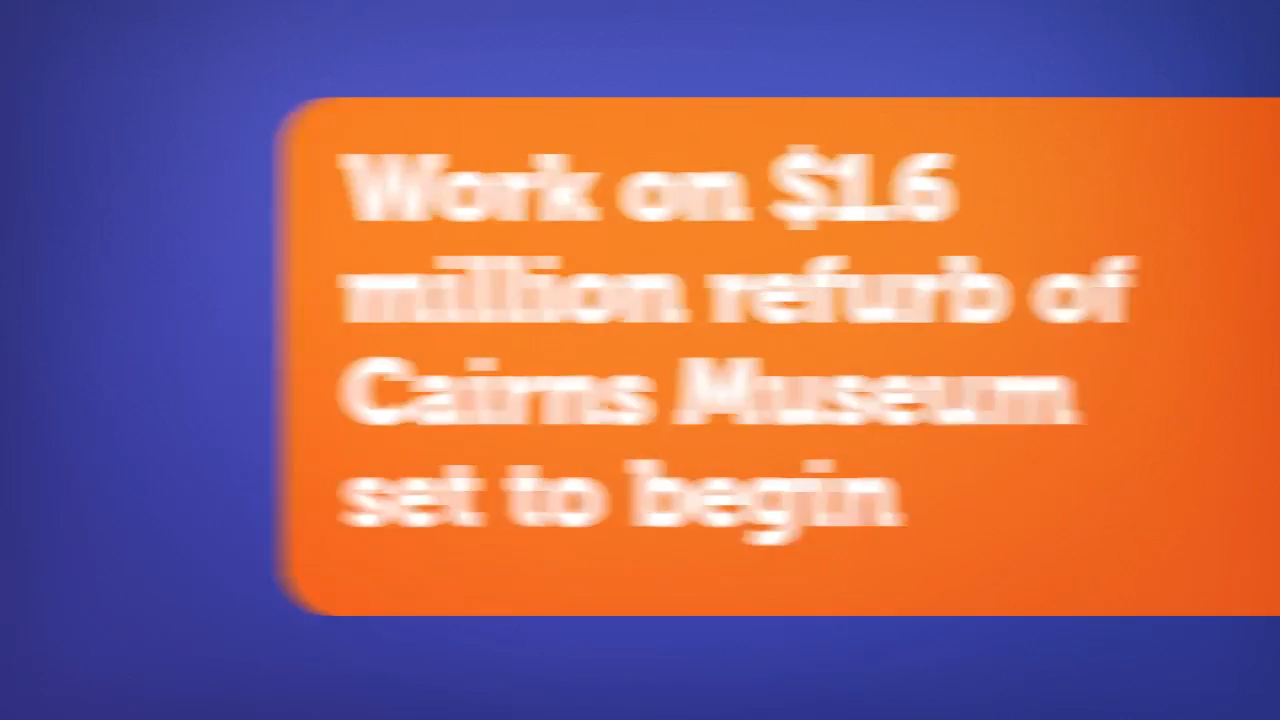 Work on $1.6
million refurb of
Cairns Museum
set to begin